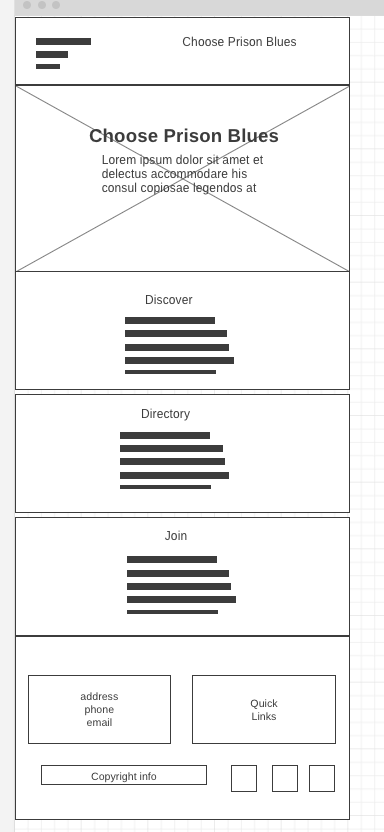 Choose Prison Blues
Choose Prison Blues
Lorem ipsum dolor sit amet et
delectus accommodare his
consul copiosae legendos at
Discover
Directory
Join
address
phone
email
Quick
Links
Copyright info